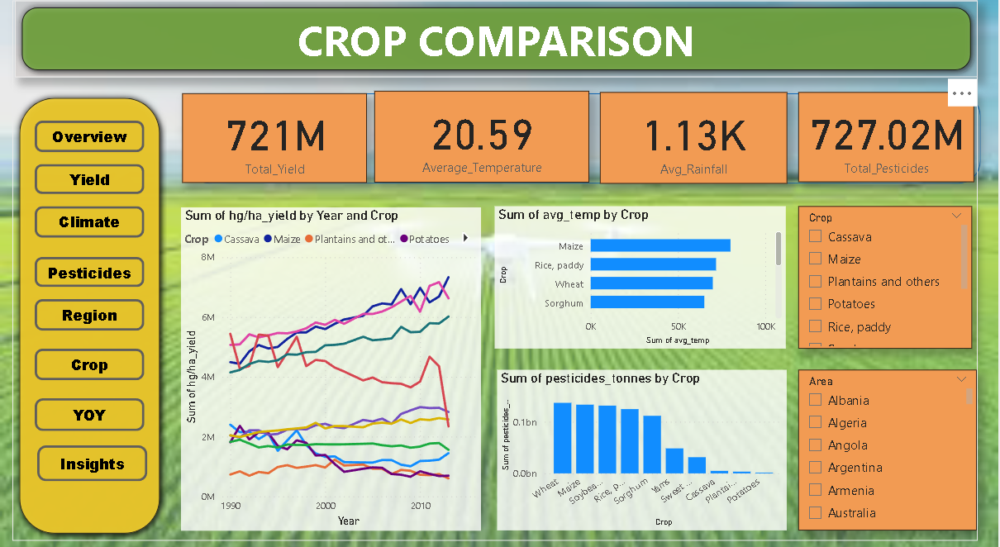 CROP COMPARISON
Overview
Yield
Climate
Pesticides
Region
Crop
YOY
Insights
721M
Total_Yield
20.59
Average_Temperature
1.13K
Avg_Rainfall
727.02M
Total_Pesticides
Sum of hg/ha_yield by Year and Crop
Crop Cassava Maize Plantains and ot... Potatoes
8M
6M
4M
2M
0M
Sum of hg/ha_yield
1990 2000 2010
Year
Sum of avg_temp by Crop
Crop
Maize
Rice, paddy
Wheat
Sorghum
0K 50K 100K
Sum of avg_temp
Sum of pesticides_tonnes by Crop
Sum of pesticides_...
0.1bn
0.0bn
Wheat Maize Soybea... Rice, p... Sorghum Yams Sweet ... Cassava Plantai... Potatoes
Crop
Crop
Cassava
Maize
Plantains and others
Potatoes
Rice, paddy
Area
Albania
Algeria
Angola
Argentina
Armenia
Australia